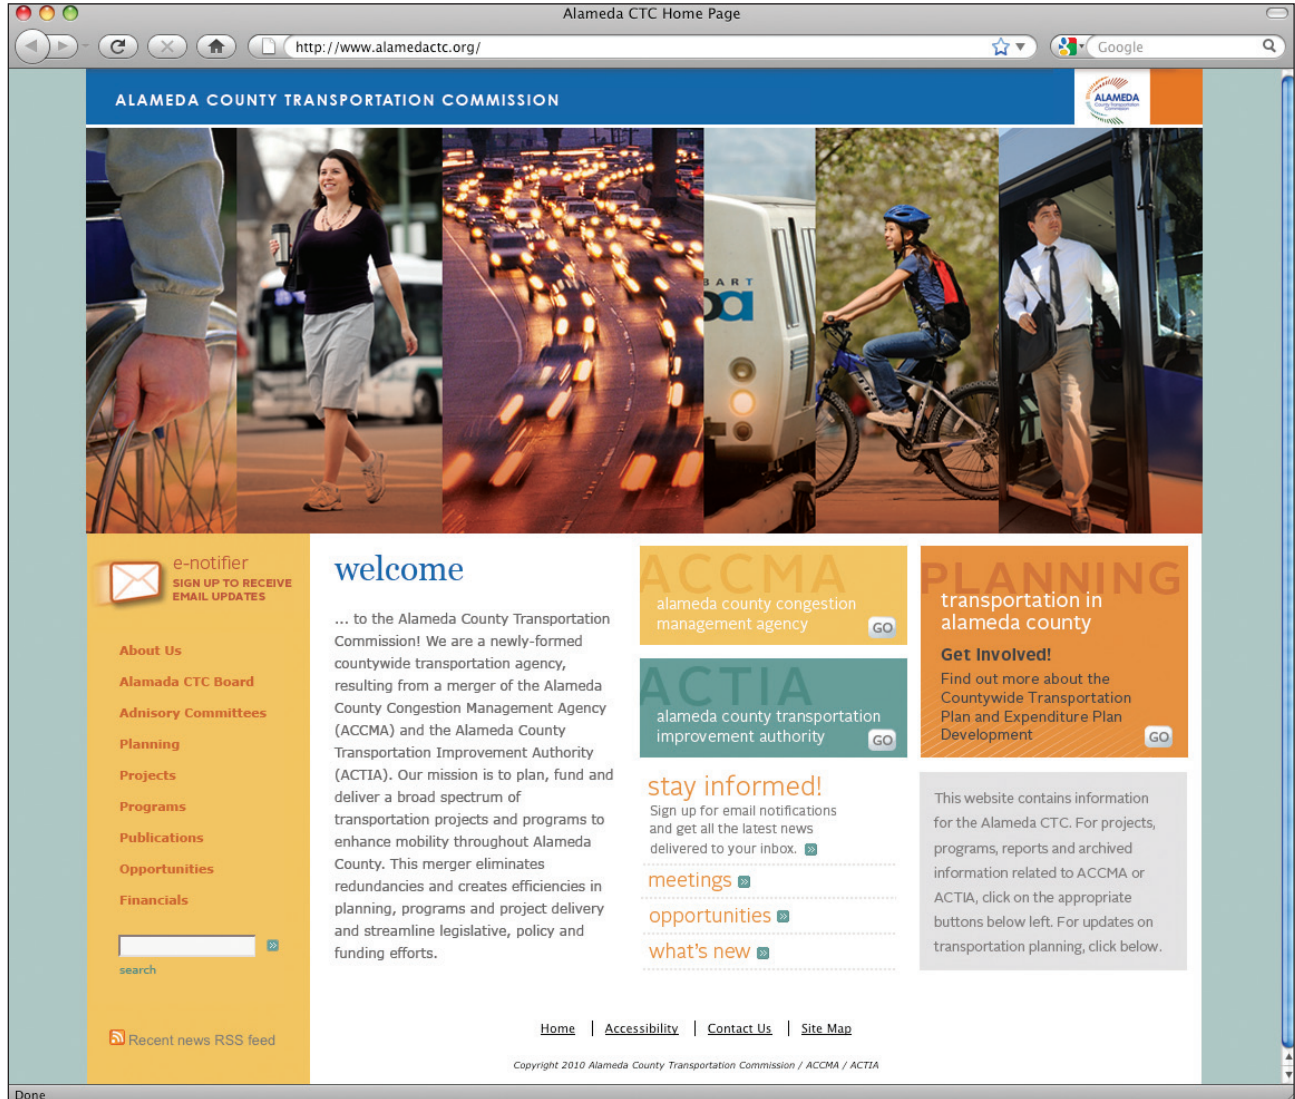 Alameda CTC Home Page
http://www.alamedactc.org/
Google
ALAMEDA COUNTY TRANSPORTATION COMMISSION
ALAMEDA
County Transportation
Commission
BART
ba
e-notifier
SIGN UP TO RECEIVE
EMAIL UPDATES
About Us
Alamada CTC Board
Adnisory Committees
Planning
Projects
Programs
Publications
Opportunities
Financials
search
Recent news RSS feed
welcome
... to the Alameda County Transportation
Commission! We are a newly-formed
countywide transportation agency,
resulting from a merger of the Alameda
County Congestion Management Agency
(ACCMA) and the Alameda County
Transportation Improvement Authority
(ACTIA). Our mission is to plan, fund and
deliver a broad spectrum of
transportation projects and programs to
enhance mobility throughout Alameda
County. This merger eliminates
redundancies and creates efficiencies in
planning, programs and project delivery
and streamline legislative, policy and
funding efforts.
ACCMA
alameda county congestion
management agency
GO
ACTIA
alameda county transportation
improvement authority
GO
stay informed!
Sign up for email notifications
and get all the latest news
delivered to your inbox.
meetings
opportunities
what's new
PLANNING
transportation in
alameda county
Get Involved!
Find out more about the
Countywide Transportation
Plan and Expenditure Plan
Development
GO
This website contains information
for the Alameda CTC. For projects,
programs, reports and archived
information related to ACCMA or
ACTIA, click on the appropriate
buttons below left. For updates on
transportation planning, click below.
Home | Accessibility | Contact Us | Site Map
Copyright 2010 Alameda County Transportation Commission / ACCMA / ACTIA
Done